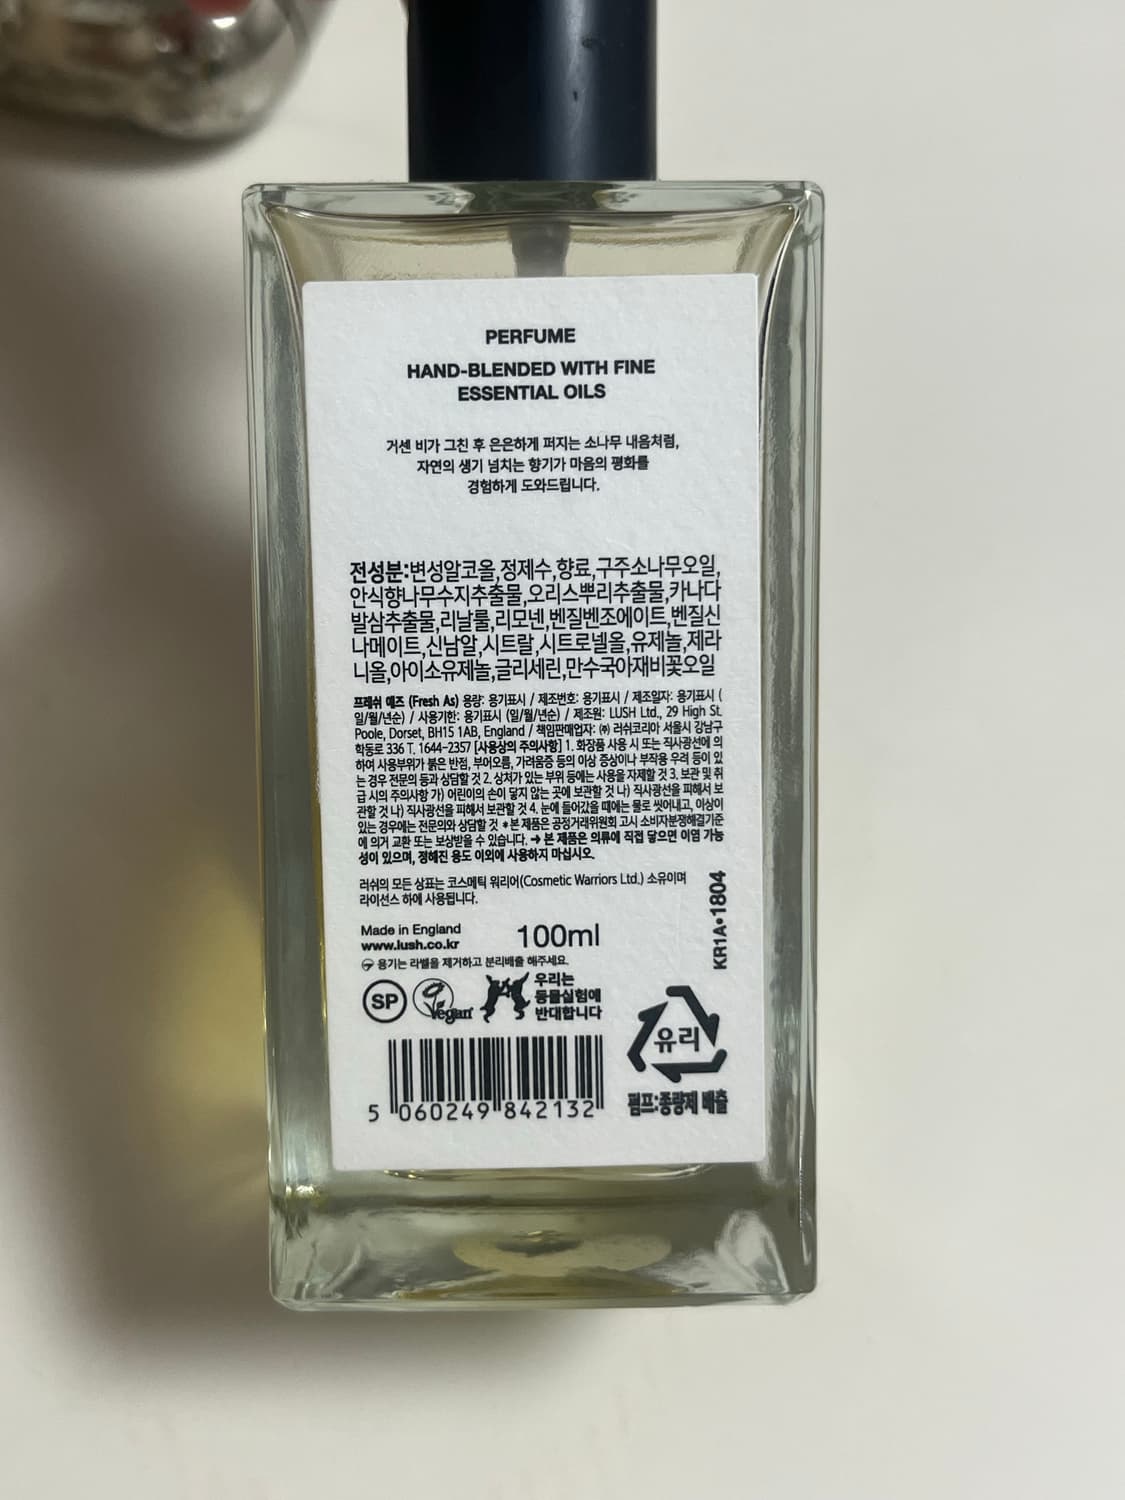 PERFUME
HAND-BLENDED WITH FINE
ESSENTIAL OILS
거센 비가 그친 후 은은하게 퍼지는 소나무 내음처럼,
자연의 생기 넘치는 향기가 마음의 평화를
경험하게 도와드립니다.
전성분:변성알코올,정제수,향료,구주소나무오일,
안식향나무수지추출물,오리스뿌리추출물,카나다
발삼추출물,리날룰,리모넨,벤질벤조에이트,벤질신
나메이트,신남알,시트랄,시트로넬올,유제놀,제라
니올,아이소유제놀,글리세린,만수국아재비꽃오일
프레쉬 애즈 (Fresh As) 용량: 용기표시 / 제조번호: 용기표시 / 제조일자: 용기표시 (
일/월/년순) / 사용기한: 용기표시 (일/월/년순) / 제조원: LUSH Ltd., 29 High St.
Poole, Dorset, BH15 1AB, England / 책임판매업자: ㈜ 러쉬코리아 서울시 강남구
학동로 336 T. 1644-2357 [사용상의 주의사항] 1. 화장품 사용 시 또는 직사광선에 의
하여 사용부위가 붉은 반점, 부어오름, 가려움증 등의 이상 증상이나 부작용 우려 등이 있
는 경우 전문의 등과 상담할 것 2. 상처가 있는 부위 등에는 사용을 자제할 것 3. 보관 및 취
급 시의 주의사항 가) 어린이의 손이 닿지 않는 곳에 보관할 것 나) 직사광선을 피해서 보
관할 것 나) 직사광선을 피해서 보관할 것 4. 눈에 들어갔을 때에는 물로 씻어내고, 이상이
있는 경우에는 전문의와 상담할 것 * 본 제품은 공정거래위원회 고시 소비자분쟁해결기준
에 의거 교환 또는 보상받을 수 있습니다. ➔ 본 제품은 의류에 직접 닿으면 이염 가능
성이 있으며, 정해진 용도 이외에 사용하지 마십시오.
러쉬의 모든 상표는 코스메틱 워리어(Cosmetic Warriors Ltd.) 소유이며
라이선스 하에 사용됩니다.
KR1A•1804
Made in England
www.lush.co.kr
100ml
용기는 라벨을 제거하고 분리배출 해주세요.
SP
Vegan
우리는
동물실험에
반대합니다
유리
펌프:종량제 배출
5 060249 842132